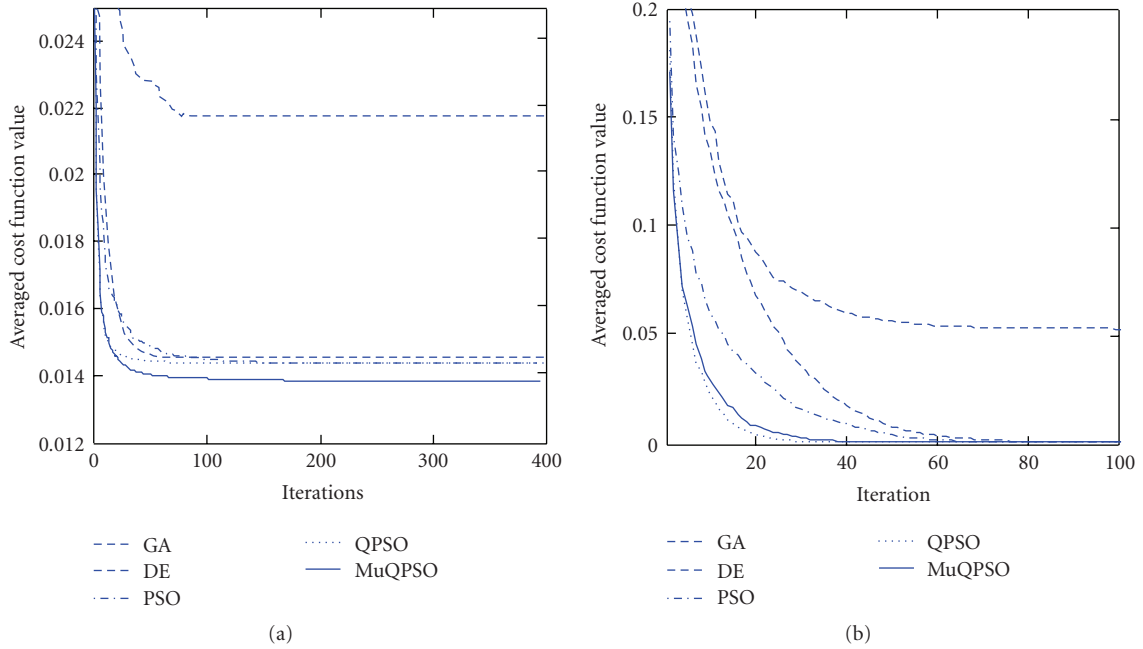 Averaged cost function value
0.024
0.022
0.02
0.018
0.016
0.014
0.012
0
100
200
300
400
Iterations
GA
DE
PSO
QPSO
MuQPSO
(a)
Averaged cost function value
0.2
0.15
0.1
0.05
0
20
40
60
80
100
Iteration
GA
DE
PSO
QPSO
MuQPSO
(b)